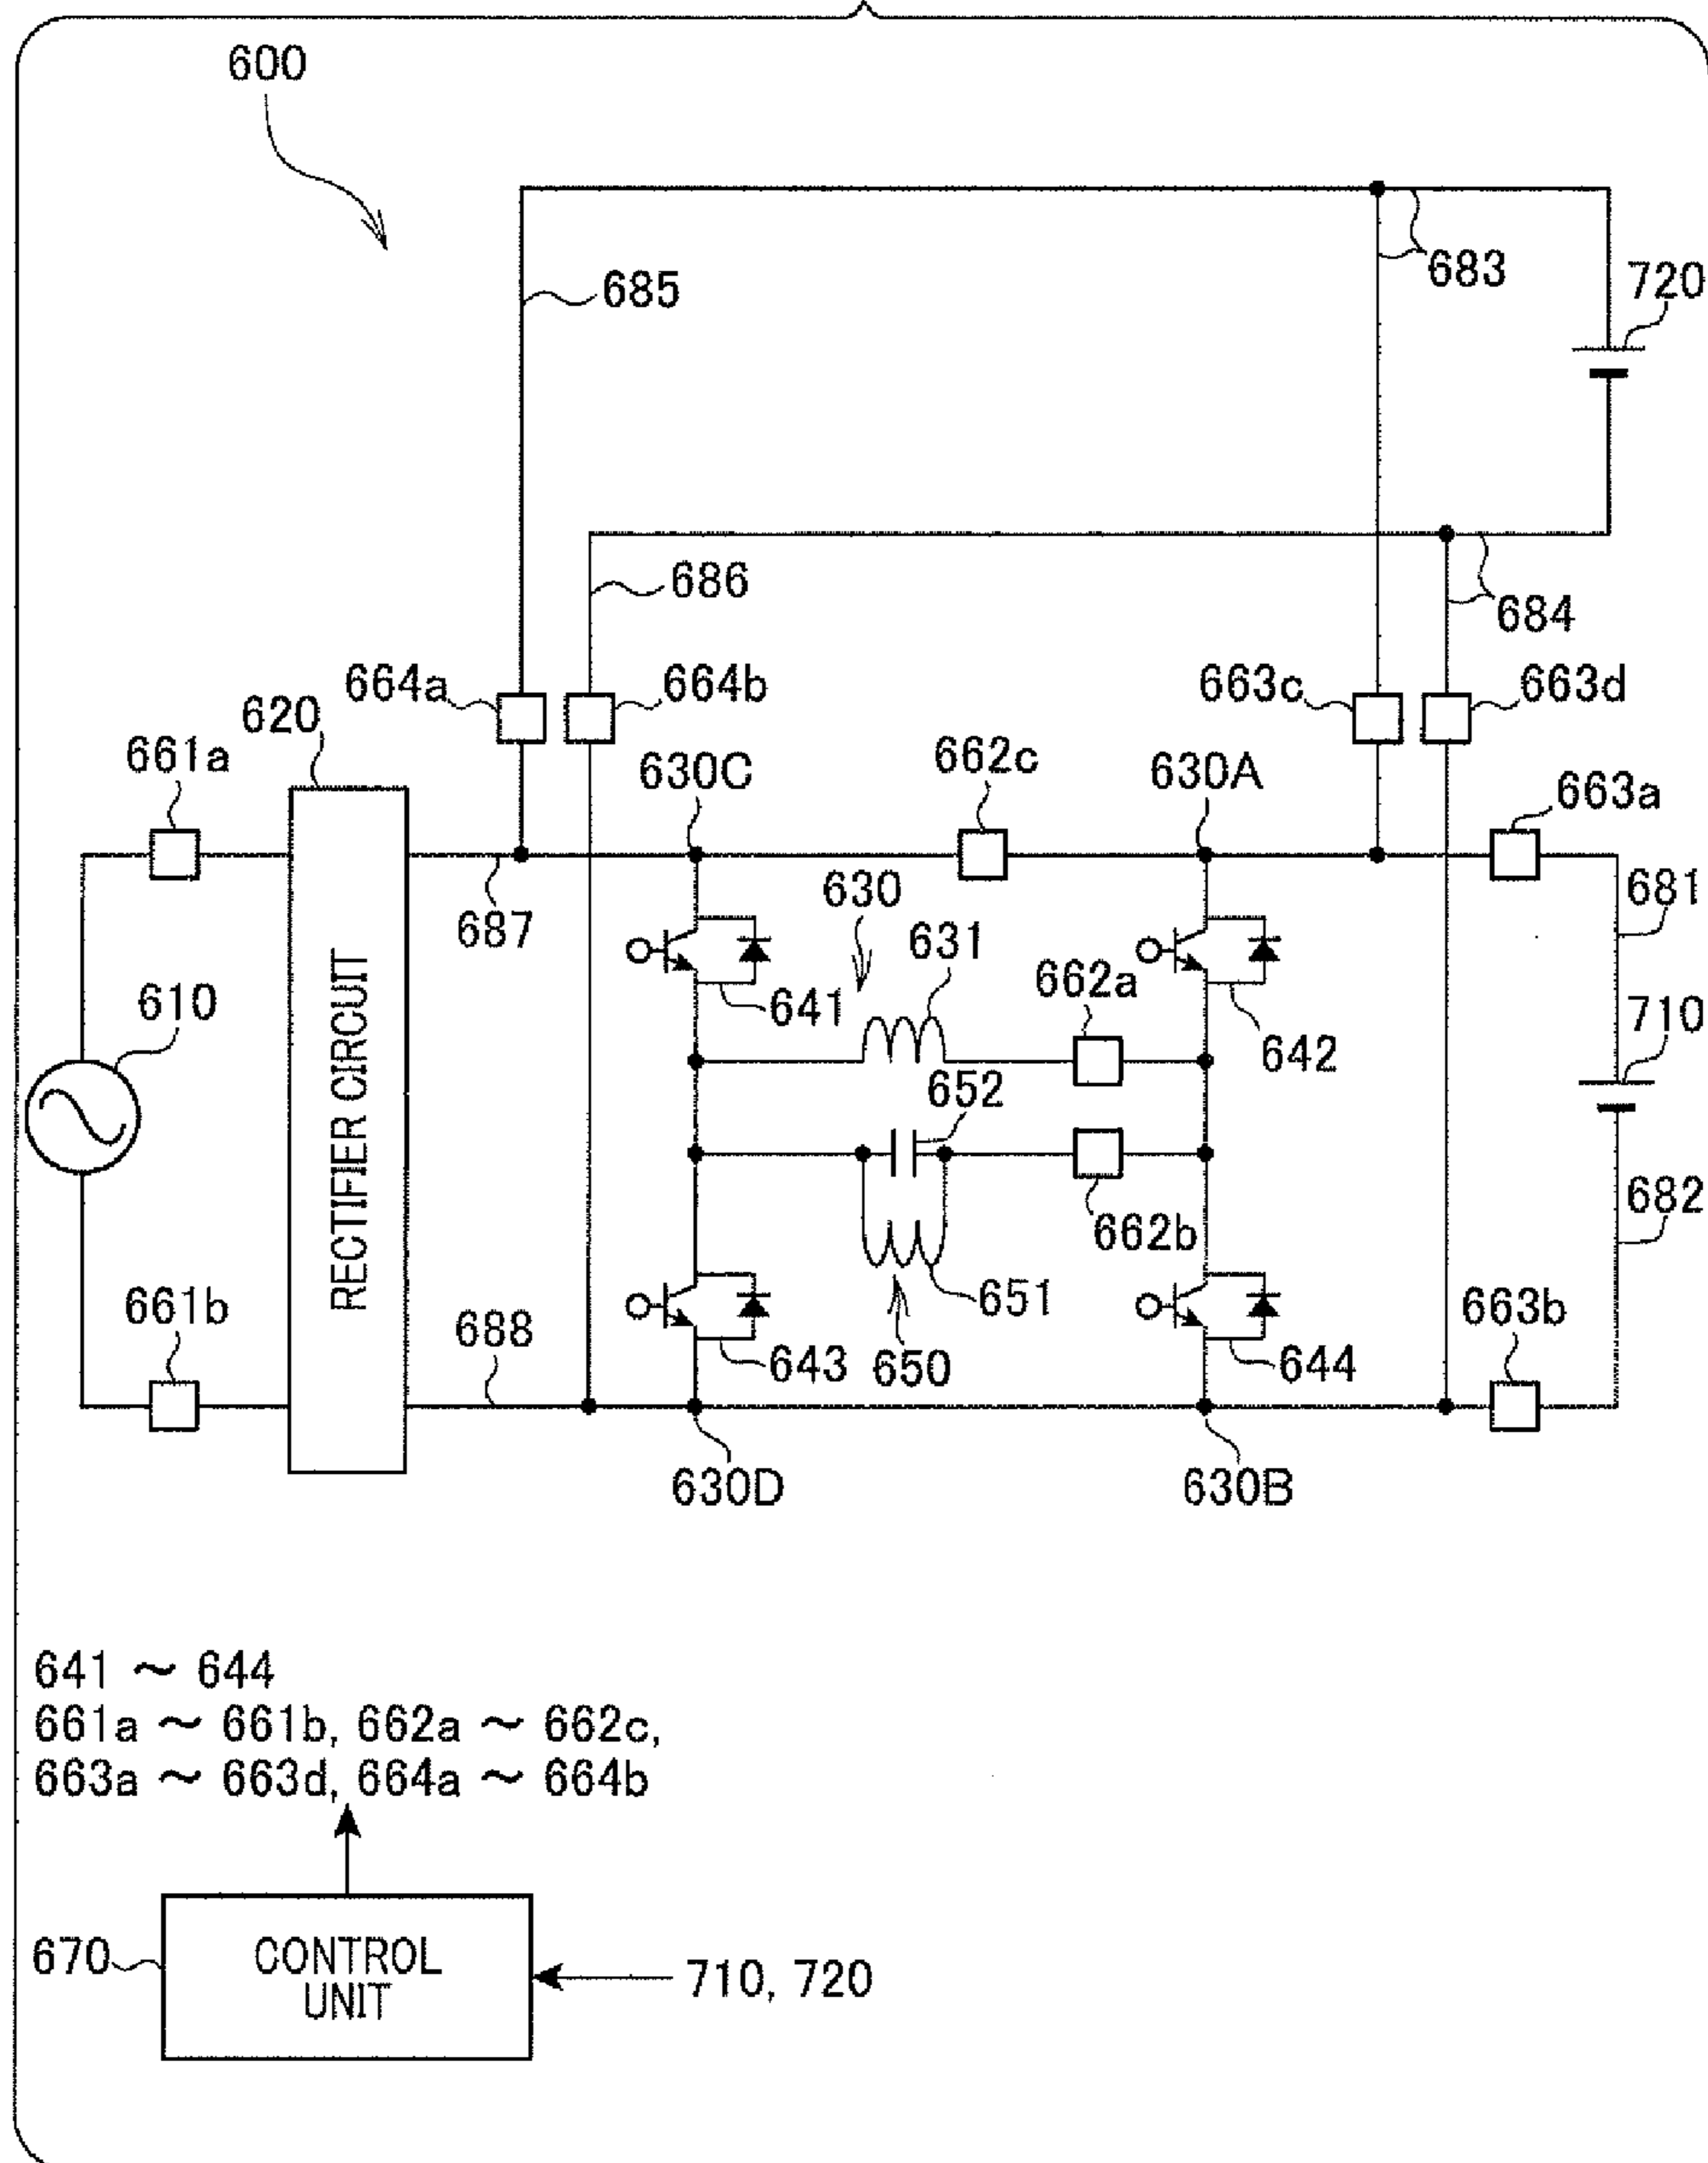 600
685
683
720
686
684
664a
664b
663c
663d
620
661a
630C
662c
630A
663a
687
630
631
681
641
662a
642
610
RECTIFIER CIRCUIT
652
710
662b
682
661b
688
643
650
651
644
663b
630D
630B
641 ~ 644
661a ~ 661b, 662a ~ 662c,
663a ~ 663d, 664a ~ 664b
670
CONTROL
UNIT
710, 720